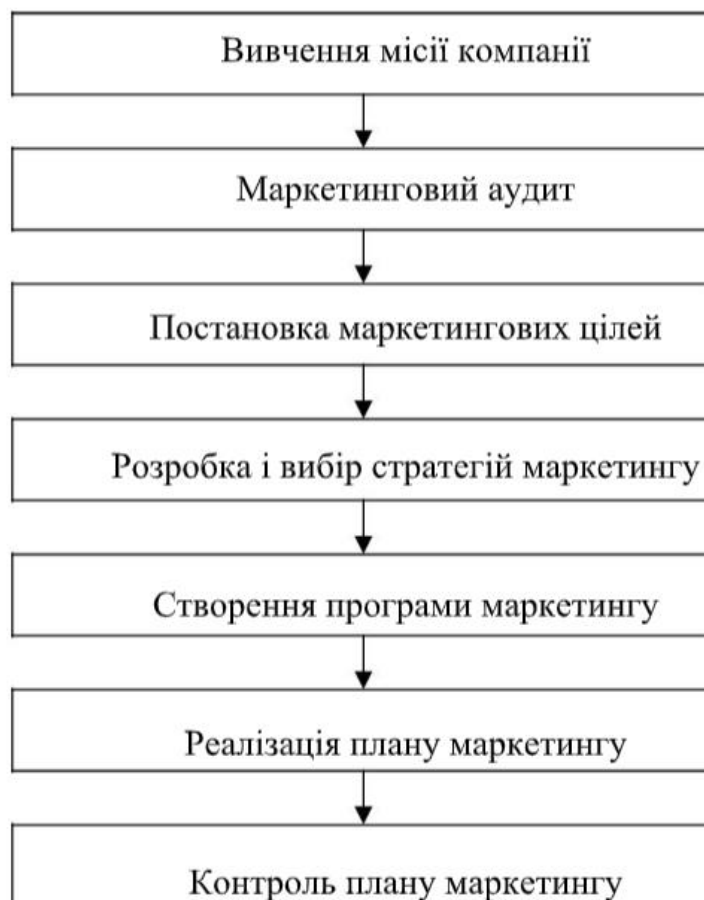 Вивчення місії компанії
Маркетинговий аудит
Постановка маркетингових цілей
Розробка і вибір стратегій маркетингу
Створення програми маркетингу
Реалізація плану маркетингу
Контроль плану маркетингу